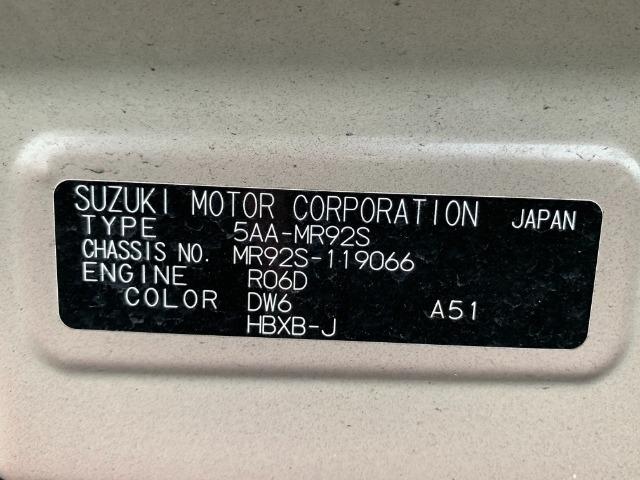 SUZUKI MOTOR CORPORATION JAPAN
TYPE 5AA-MR92S
CHASSIS NO. MR92S-119066
ENGINE R06D
COLOR DW6 A51
HBXB-J